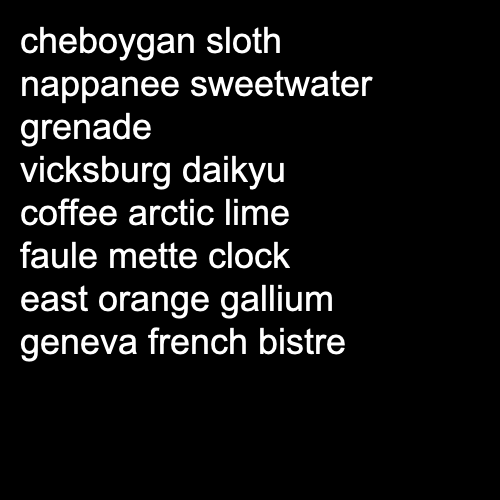 cheboygan sloth
nappanee sweetwater
grenade
vicksburg daikyu
coffee arctic lime
faule mette clock
east orange gallium
geneva french bistre